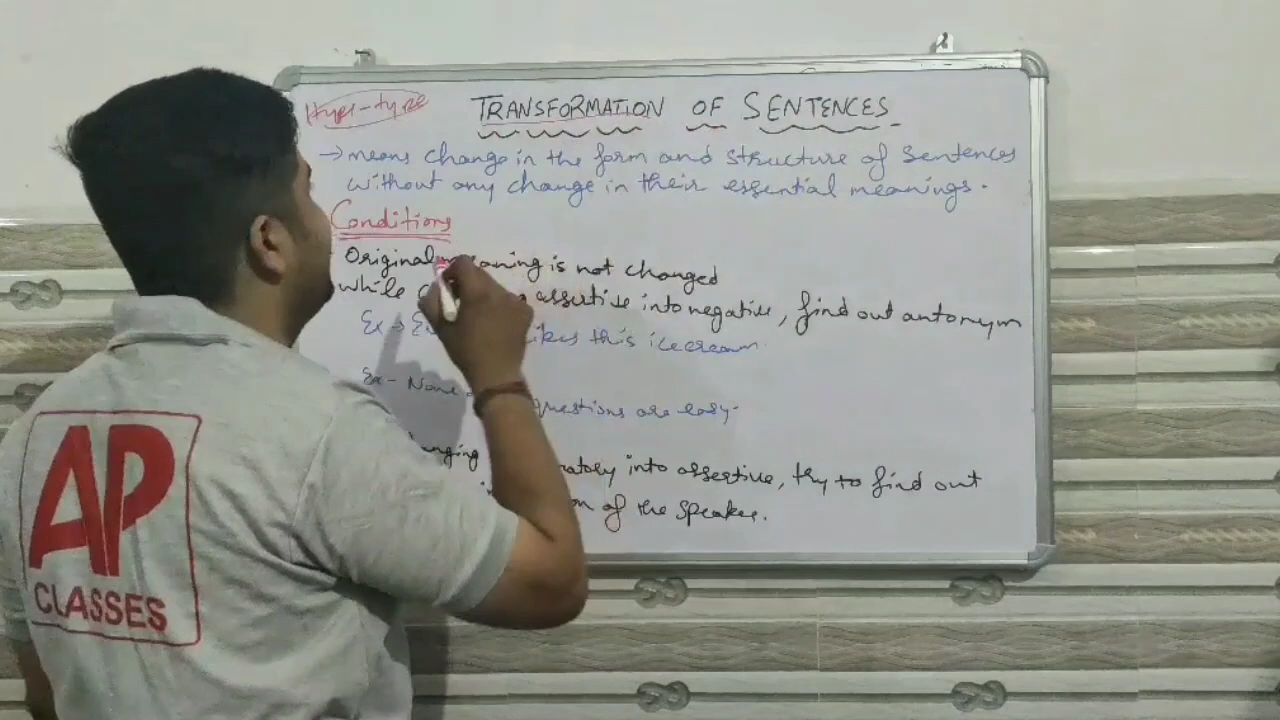 TRANSFORMATION OF SENTENCES
→ means change in the form and structure of sentences
without any change in their essential meanings.
Conditions
Original meaning is not changed
while assertive into negative, find out antonym
Ex → likes this icecream
Ex - None questions are easy.
into assertive, try to find out
of the speaker.
AP
CLASSES